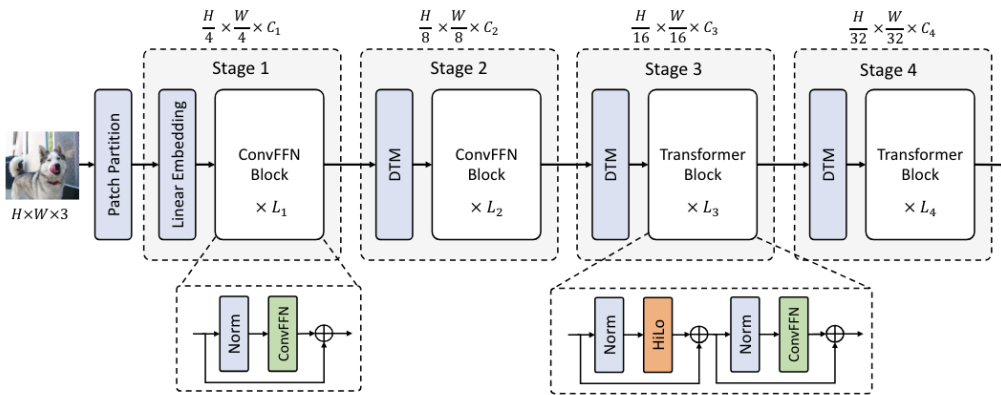 H/4 × W/4 × C₁
H/8 × W/8 × C₂
H/16 × W/16 × C₃
H/32 × W/32 × C₄
Stage 1
Stage 2
Stage 3
Stage 4
H×W×3
Patch Partition
Linear Embedding
ConvFFN
Block
× L₁
DTM
ConvFFN
Block
× L₂
DTM
Transformer
Block
× L₃
DTM
Transformer
Block
× L₄
Norm
ConvFFN
Norm
HiLo
Norm
ConvFFN